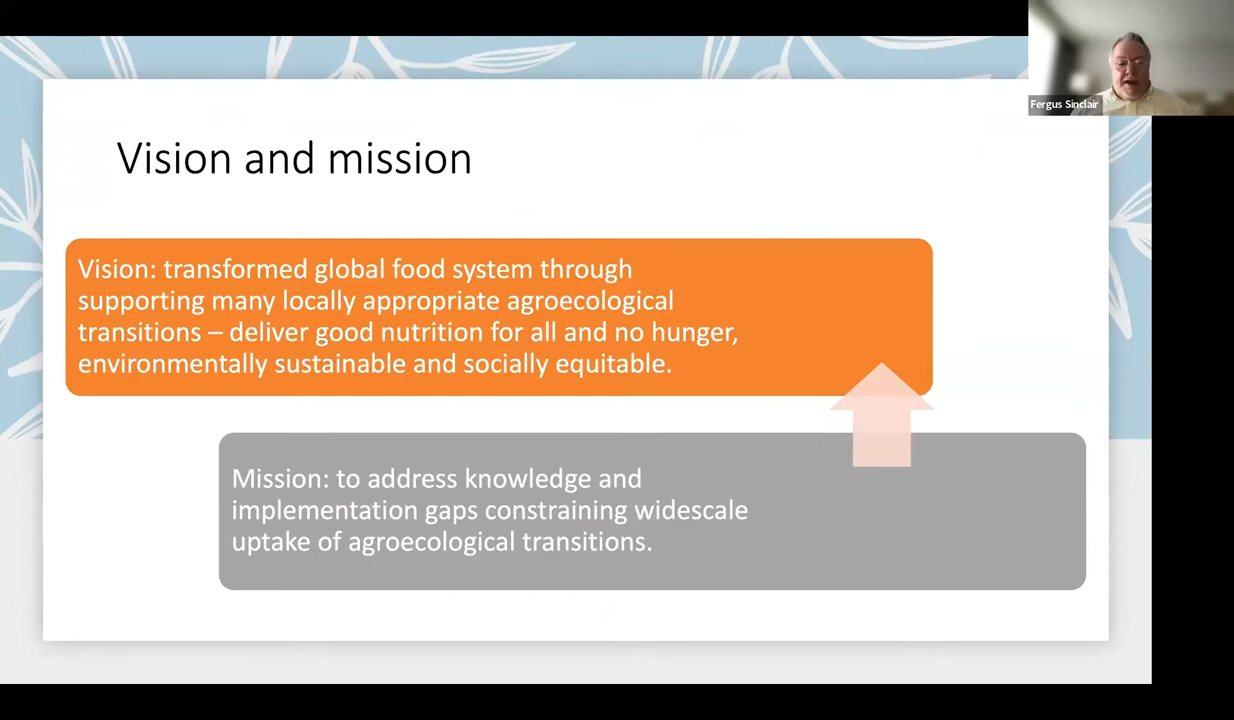 Fergus Sinclair
Vision and mission
Vision: transformed global food system through
supporting many locally appropriate agroecological
transitions – deliver good nutrition for all and no hunger,
environmentally sustainable and socially equitable.
Mission: to address knowledge and
implementation gaps constraining widescale
uptake of agroecological transitions.